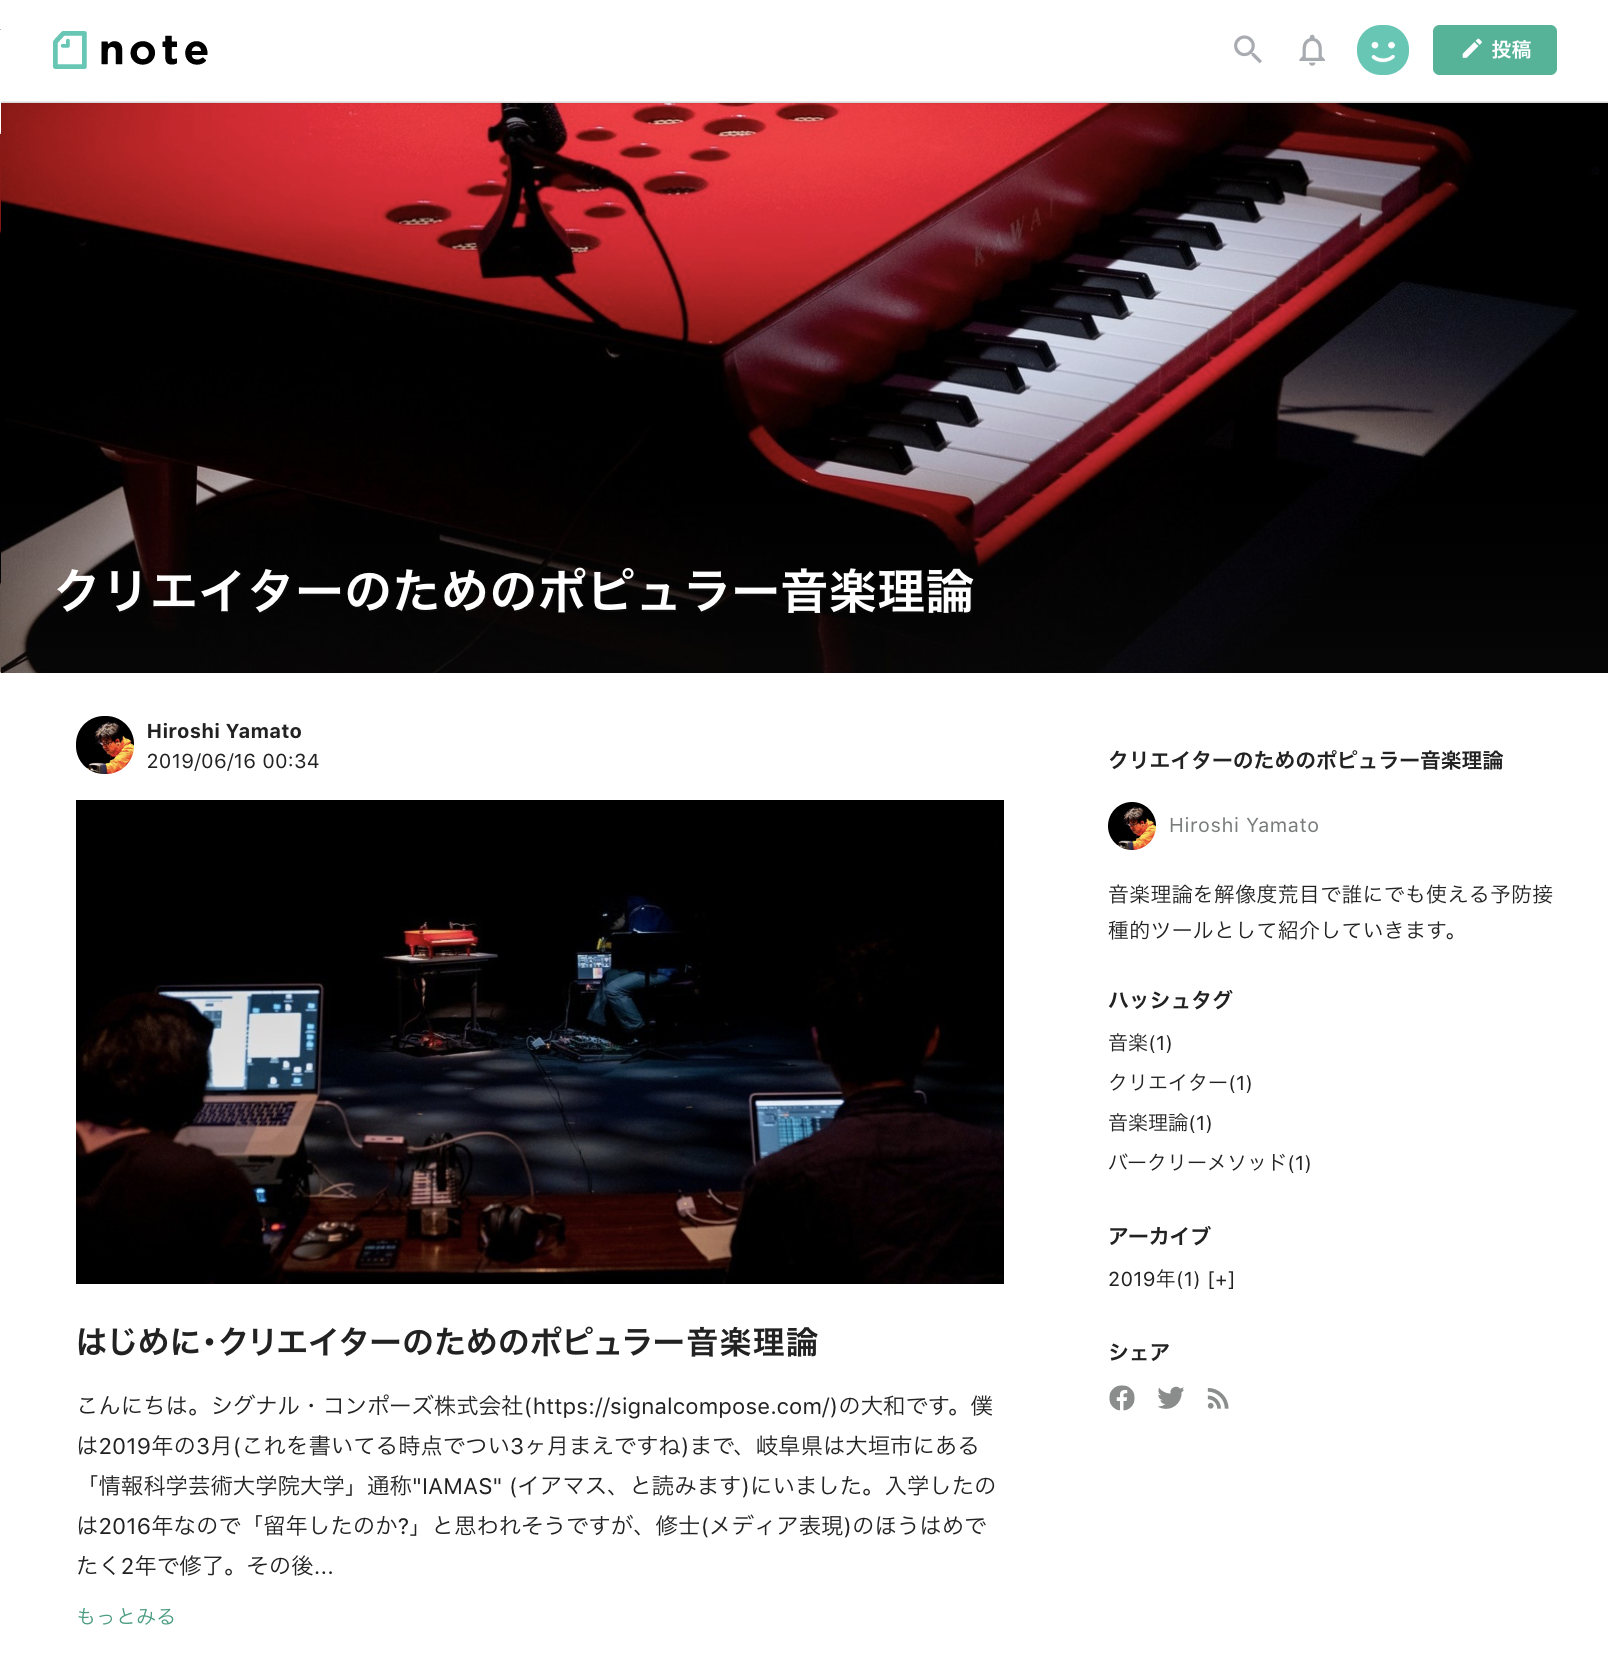 note
投稿
KAWAI
クリエイターのためのポピュラー音楽理論
Hiroshi Yamato
2019/06/16 00:34
はじめに・クリエイターのためのポピュラー音楽理論
こんにちは。シグナル・コンポーズ株式会社(https://signalcompose.com/)の大和です。僕
は2019年の3月(これを書いてる時点でつい3ヶ月まえですね)まで、岐阜県は大垣市にある
「情報科学芸術大学院大学」通称"IAMAS" (イアマス、と読みます)にいました。入学したの
は2016年なので「留年したのか?」と思われそうですが、修士(メディア表現)のほうはめで
たく2年で修了。その後...
もっとみる
クリエイターのためのポピュラー音楽理論
Hiroshi Yamato
音楽理論を解像度荒目で誰にでも使える予防接
種的ツールとして紹介していきます。
ハッシュタグ
音楽(1)
クリエイター(1)
音楽理論(1)
バークリーメソッド(1)
アーカイブ
2019年(1) [+]
シェア